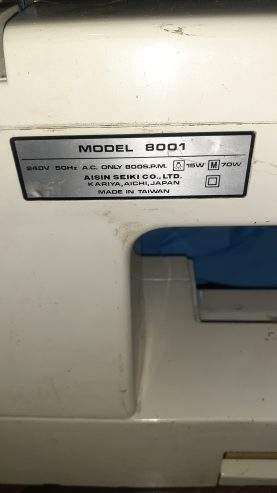 MODEL 8001
240V 50Hz A.C. ONLY 800S.P.M. 15W M 70W
AISIN SEIKI CO., LTD.
KARIYA, AICHI, JAPAN
MADE IN TAIWAN